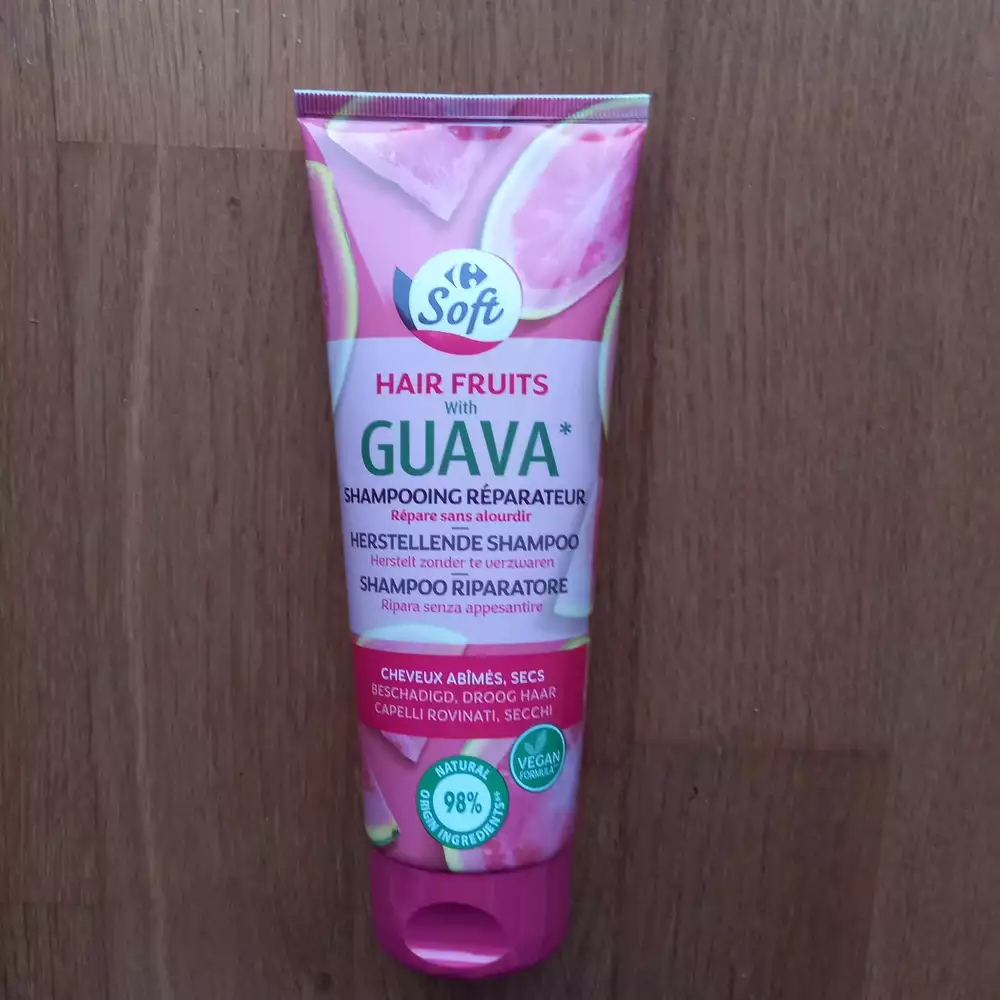 Soft
HAIR FRUITS
With
GUAVA*
SHAMPOOING RÉPARATEUR
Répare sans alourdir
HERSTELLENDE SHAMPOO
Herstelt zonder te verzwaren
SHAMPOO RIPARATORE
Ripara senza appesantire
CHEVEUX ABÎMÉS, SECS
BESCHADIGD, DROOG HAAR
CAPELLI ROVINATI, SECCHI
VEGAN
FORMULA
NATURAL
98%
ORIGIN INGREDIENTS**